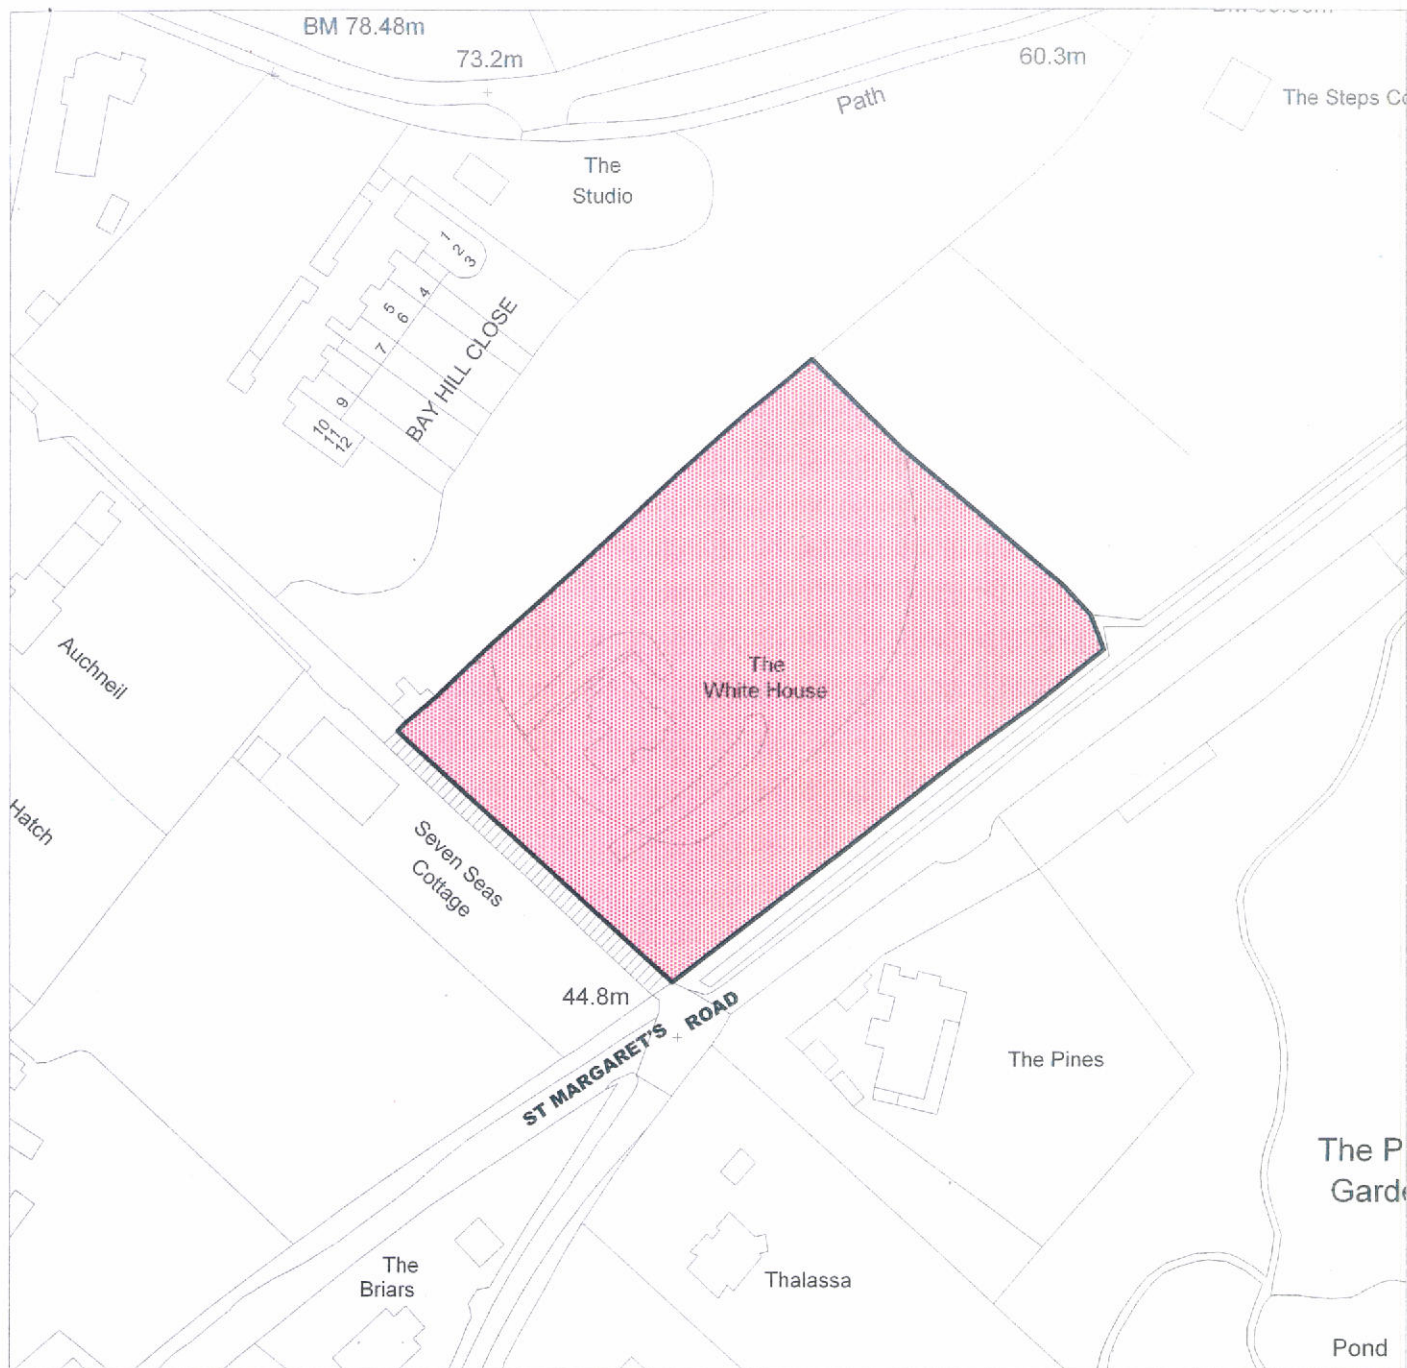 BM 78.48m
73.2m
60.3m
Path
The Steps
The
Studio
1
2
3
4
5
6
7
9
10
11
12
BAY HILL CLOSE
Auchneil
The
White House
Hatch
Seven Seas
Cottage
44.8m
ST MARGARET'S ROAD
The Pines
The P
Garde
The
Briars
Thalassa
Pond